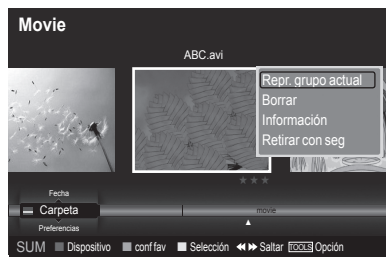 Movie
ABC.avi
Repr. grupo actual
Borrar
Información
Retirar con seg
Fecha
Carpeta
movie
Preferencias
SUM Dispositivo conf fav Selección Saltar TOOLS Opción